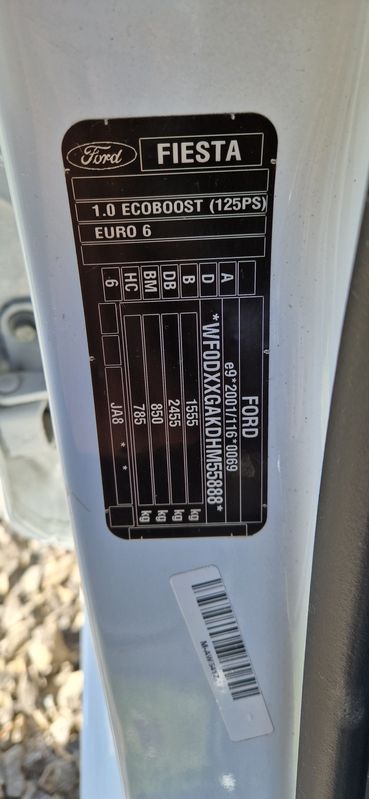 Ford
FIESTA
1.0 ECOBOOST (125PS)
EURO 6
FORD
e9*2001/116*0069
*WF0DXXGAKDHM55888*
1555 kg
2455 kg
850 kg
785 kg
A
D
B
DB
BM
HC
6
* *
JA8